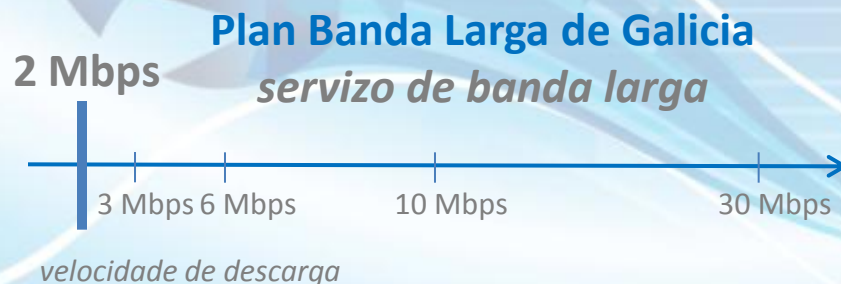 Plan Banda Larga de Galicia
2 Mbps
servizo de banda larga
3 Mbps 6 Mbps 10 Mbps 30 Mbps
velocidade de descarga